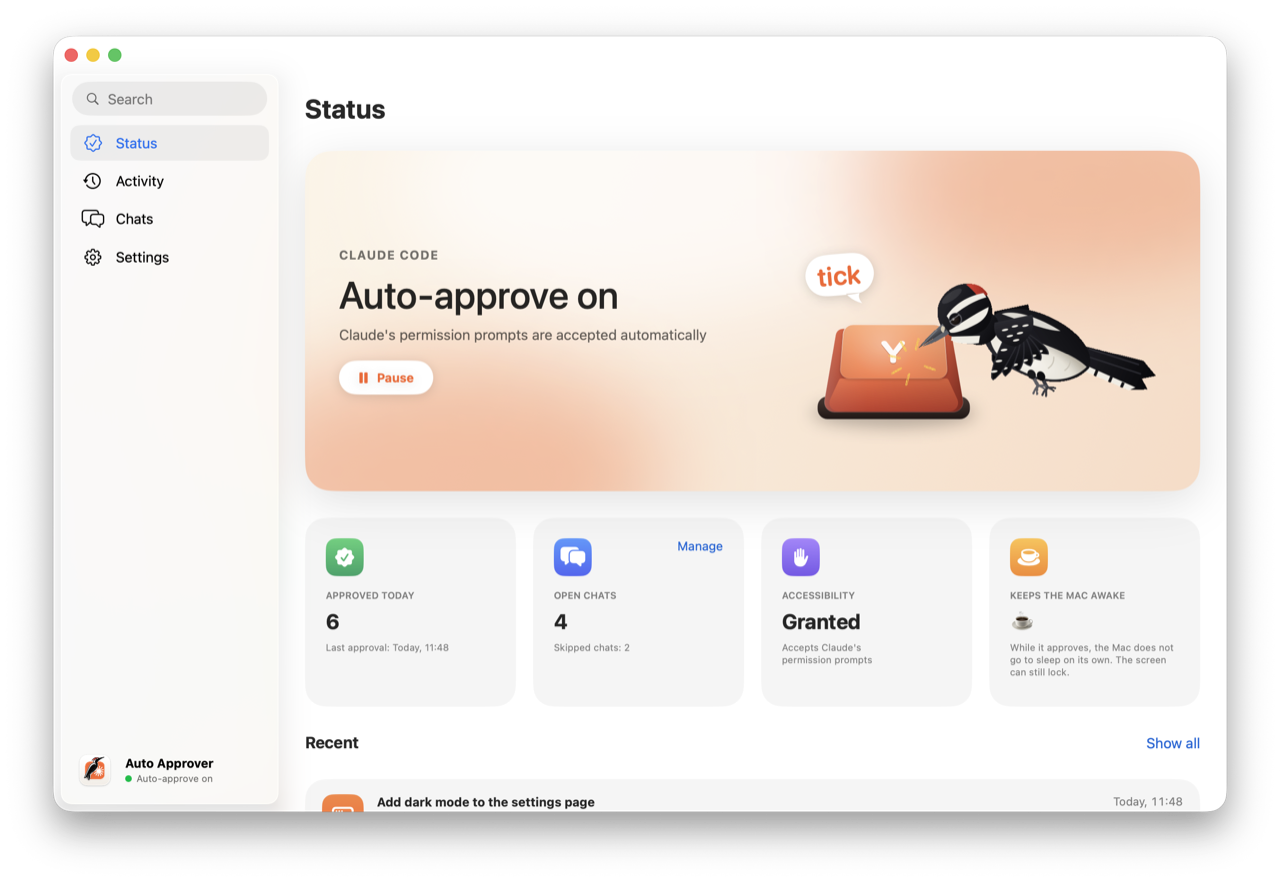 Search
Status
Activity
Chats
Settings
Auto Approver
Auto-approve on
Status
CLAUDE CODE
Auto-approve on
Claude's permission prompts are accepted automatically
Pause
tick
Y
APPROVED TODAY
6
Last approval: Today, 11:48
Manage
OPEN CHATS
4
Skipped chats: 2
ACCESSIBILITY
Granted
Accepts Claude's
permission prompts
KEEPS THE MAC AWAKE
While it approves, the Mac does not
go to sleep on its own. The screen
can still lock.
Recent
Show all
Add dark mode to the settings page
Today, 11:48